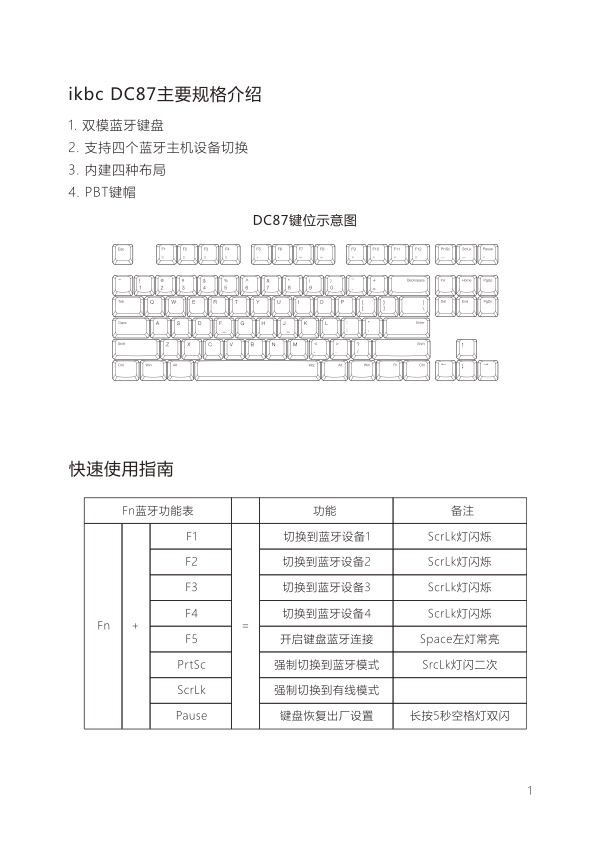 ikbc DC87主要规格介绍
1. 双模蓝牙键盘
2. 支持四个蓝牙主机设备切换
3. 内建四种布局
4. PBT键帽
DC87键位示意图
Esc F1 F2 F3 F4 F5 F6 F7 F8 F9 F10 F11 F12 PrtSc ScrLk Pause
1 2 3 4 5 6 7 8 9 0 Backspace Ins Home PgUp
Tab Q W E R T Y U I O P Del End PgDn
Caps A S D F G H J K L Enter
Shift Z X C V B N M Shift ↑
Ctrl Win Alt Alt Fn Ctrl ← ↓ →
快速使用指南
Fn蓝牙功能表 功能 备注
F1 切换到蓝牙设备1 ScrLk灯闪烁
F2 切换到蓝牙设备2 ScrLk灯闪烁
F3 切换到蓝牙设备3 ScrLk灯闪烁
F4 切换到蓝牙设备4 ScrLk灯闪烁
Fn + = F5 开启键盘蓝牙连接 Space左灯常亮
PrtSc 强制切换到蓝牙模式 SrcLk灯闪二次
ScrLk 强制切换到有线模式
Pause 键盘恢复出厂设置 长按5秒空格灯双闪
1